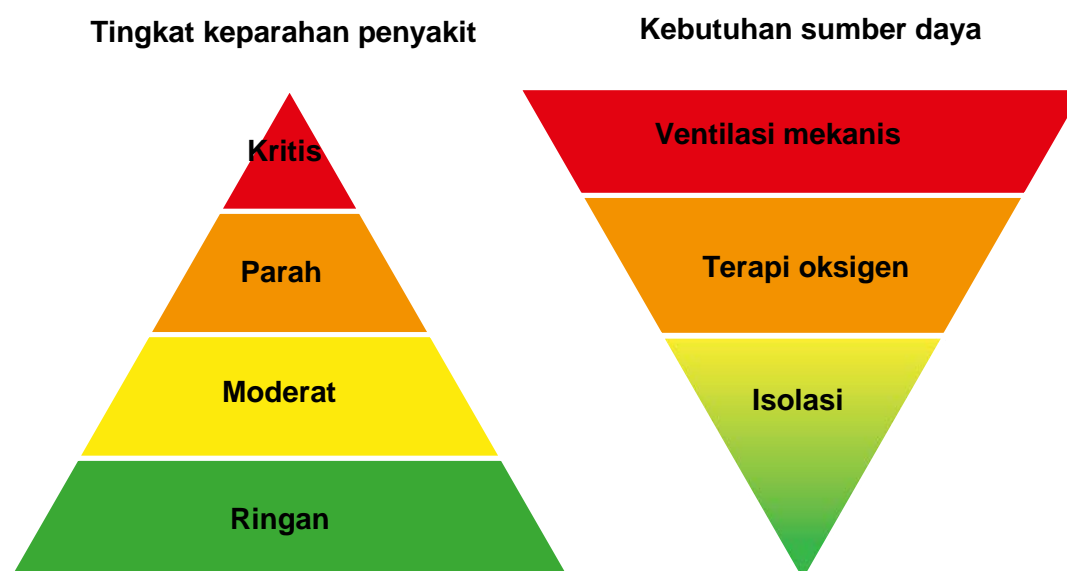 Tingkat keparahan penyakit
Kritis
Parah
Moderat
Ringan
Kebutuhan sumber daya
Ventilasi mekanis
Terapi oksigen
Isolasi